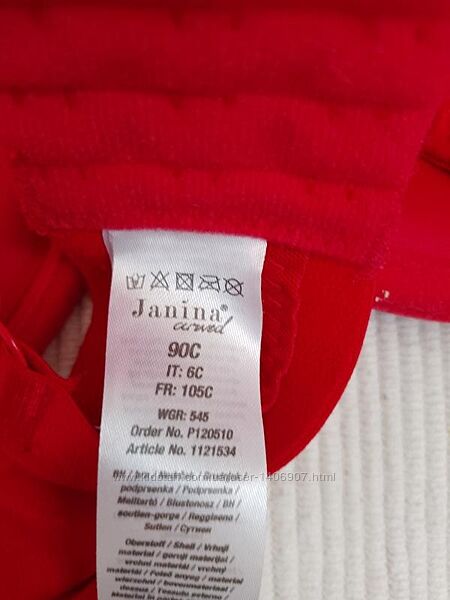 Janina®
curved
90C
IT: 6C
FR: 105C
WGR: 545
Order No. P120510
Article No. 1121534
podprsenka / Podprsenka /
Melltartó / Biustonosz / BH /
soutien-gorge / Reggiseno /
Sutien / Сутиен
Oberstoff / Shell / Vrhnji
material / gornji materijal /
vrchní materiál / vrchný
materiál / Felső anyag / materiał
wierzchni / bovenmateriaal /
dessus / Tessuto esterno /